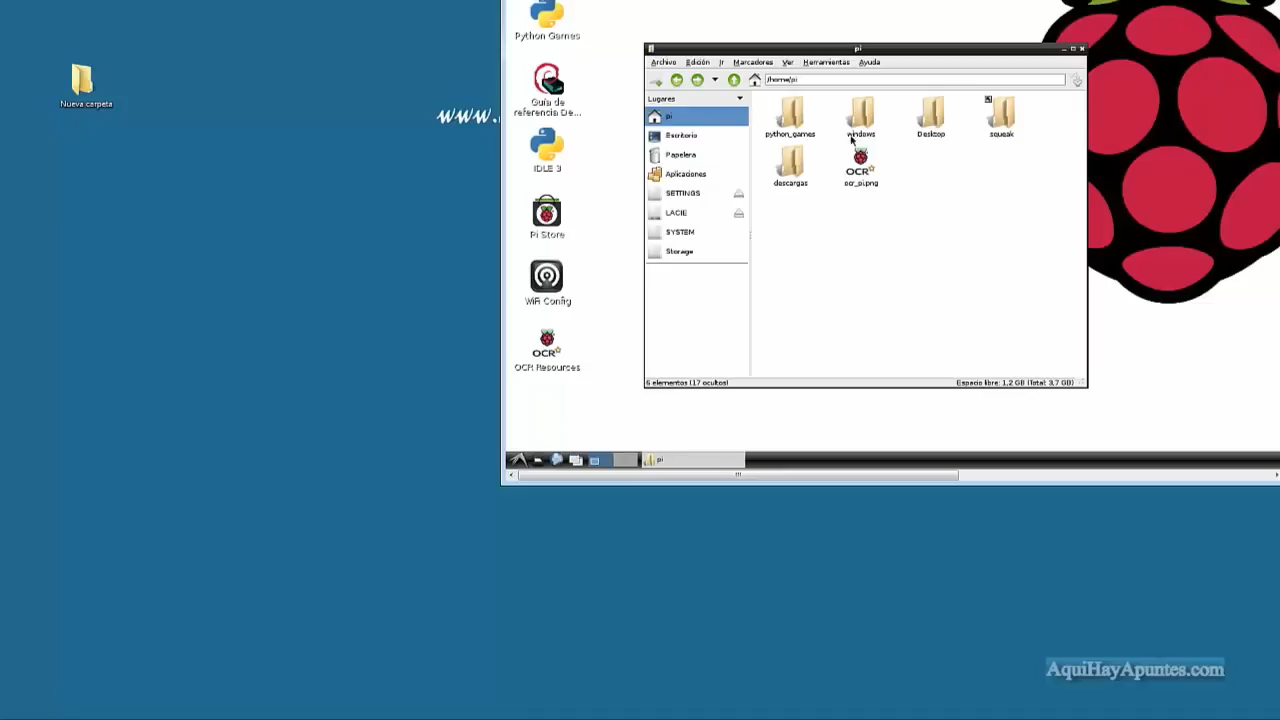 Python Games
Nueva carpeta
Guía de
referencia De...
www.
IDLE 3
Pi Store
WiFi Config
OCR
OCR Resources
pi
Archivo Edición Ir Marcadores Ver Herramientas Ayuda
/home/pi
Lugares
pi
Escritorio
Papelera
Aplicaciones
SETTINGS
LACIE
SYSTEM
Storage
python_games windows Desktop squeak
OCR
descargas ocr_pi.png
6 elementos (17 ocultos) Espacio libre: 1,2 GB (Total: 3,7 GB)
pi
AquiHayApuntes.com